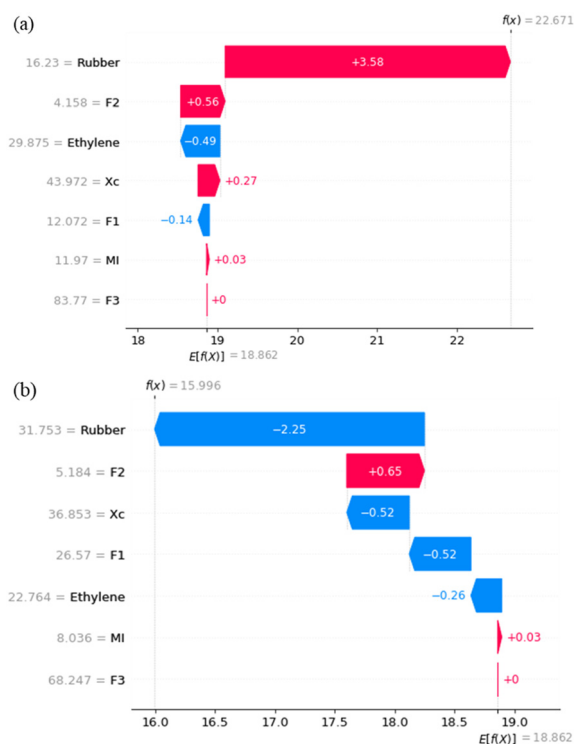 (a)
f(x) = 22.671
16.23 = Rubber
+3.58
4.158 = F2
+0.56
29.875 = Ethylene
−0.49
43.972 = Xc
+0.27
12.072 = F1
−0.14
11.97 = MI
+0.03
83.77 = F3
+0
18 19 20 21 22
E[f(X)] = 18.862
(b)
f(x) = 15.996
31.753 = Rubber
−2.25
5.184 = F2
+0.65
36.853 = Xc
−0.52
26.57 = F1
−0.52
22.764 = Ethylene
−0.26
8.036 = MI
+0.03
68.247 = F3
+0
16.0 16.5 17.0 17.5 18.0 18.5 19.0
E[f(X)] = 18.862